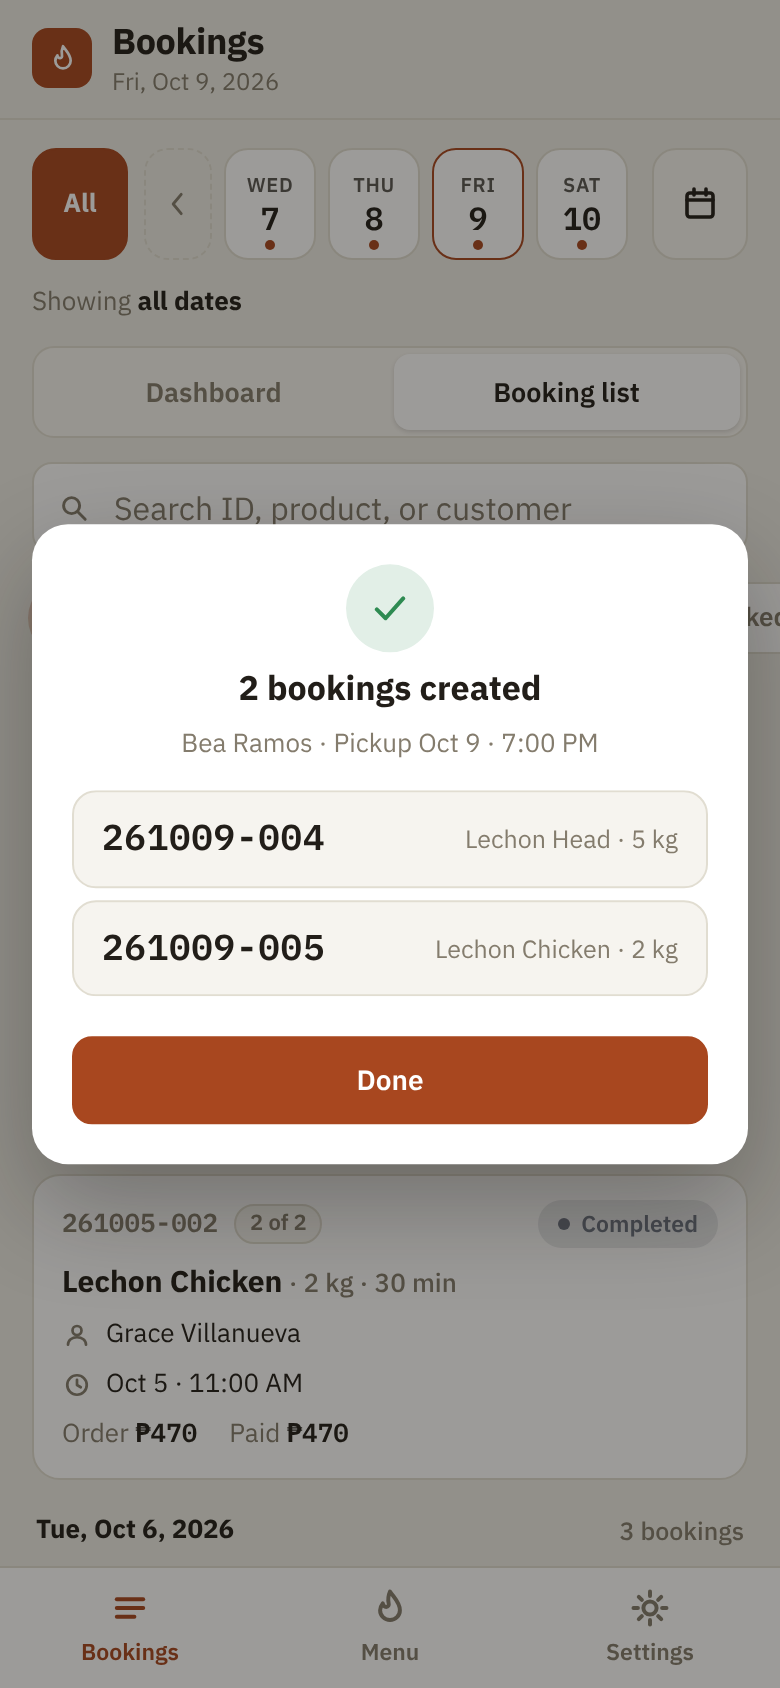 Bookings
Fri, Oct 9, 2026
All
WED
7
THU
8
FRI
9
SAT
10
Showing all dates
Dashboard
Booking list
Search ID, product, or customer
2 bookings created
Bea Ramos · Pickup Oct 9 · 7:00 PM
261009-004
Lechon Head · 5 kg
261009-005
Lechon Chicken · 2 kg
Done
261005-002
2 of 2
Completed
Lechon Chicken · 2 kg · 30 min
Grace Villanueva
Oct 5 · 11:00 AM
Order ₱470 Paid ₱470
Tue, Oct 6, 2026
3 bookings
Bookings
Menu
Settings